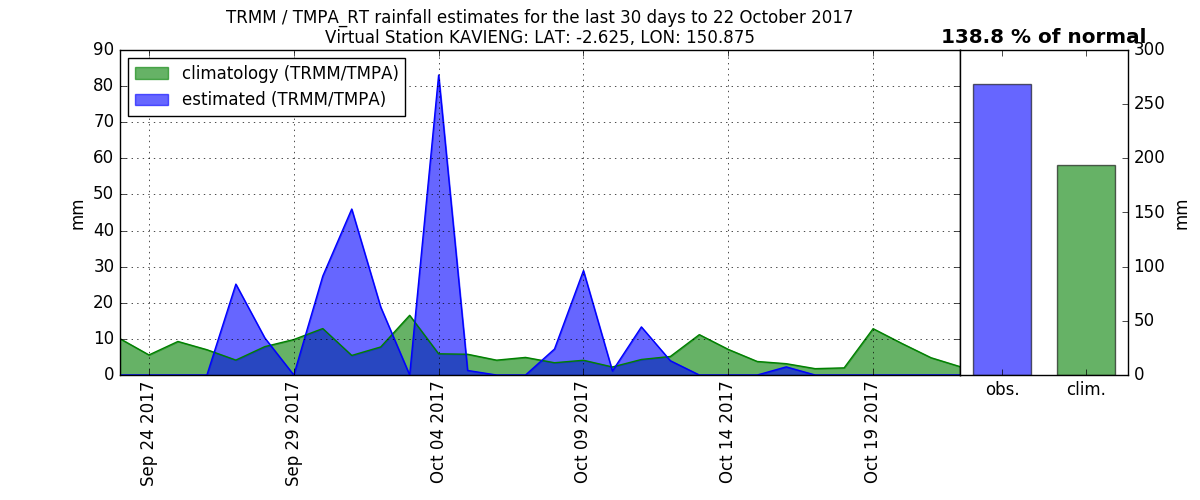 TRMM / TMPA_RT rainfall estimates for the last 30 days to 22 October 2017
Virtual Station KAVIENG: LAT: -2.625, LON: 150.875
138.8 % of normal
climatology (TRMM/TMPA)
estimated (TRMM/TMPA)
mm
90
80
70
60
50
40
30
20
10
0
Sep 24 2017
Sep 29 2017
Oct 04 2017
Oct 09 2017
Oct 14 2017
Oct 19 2017
300
250
200
150
100
50
0
mm
obs.
clim.